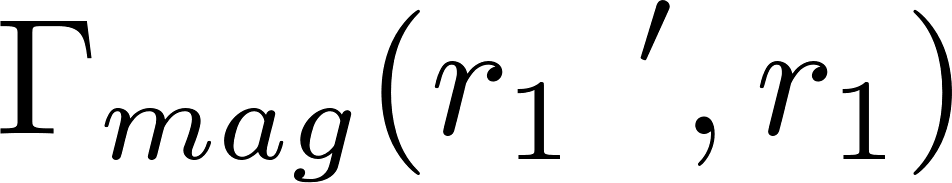 Γ_{mag}(r_1 ', r_1)